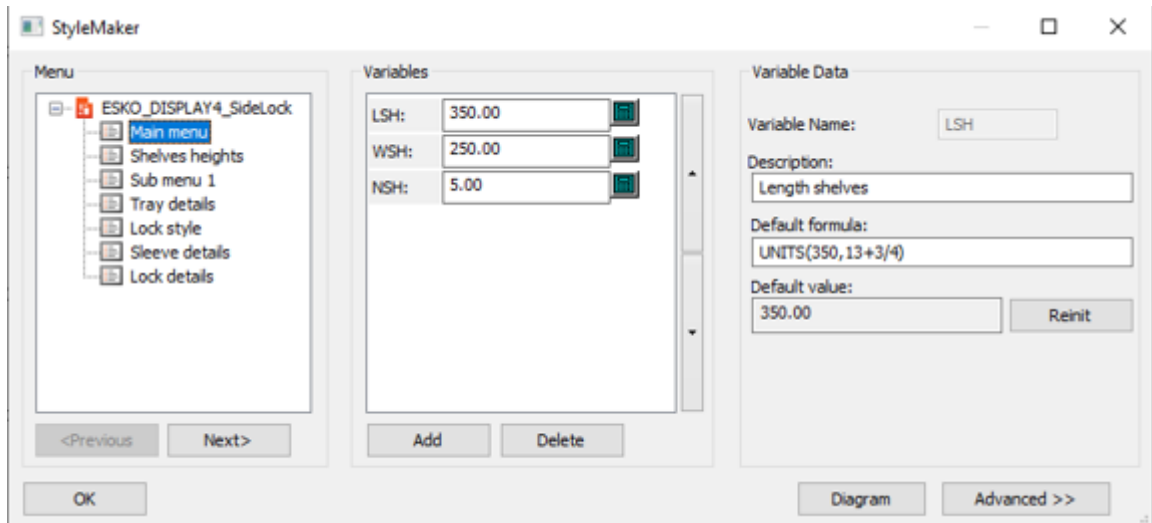 StyleMaker
Menu
ESKO_DISPLAY4_SideLock
Main menu
Shelves heights
Sub menu 1
Tray details
Lock style
Sleeve details
Lock details
<Previous
Next>
Variables
LSH: 350.00
WSH: 250.00
NSH: 5.00
Add
Delete
Variable Data
Variable Name: LSH
Description:
Length shelves
Default formula:
UNITS(350,13+3/4)
Default value:
350.00
Reinit
OK
Diagram
Advanced >>